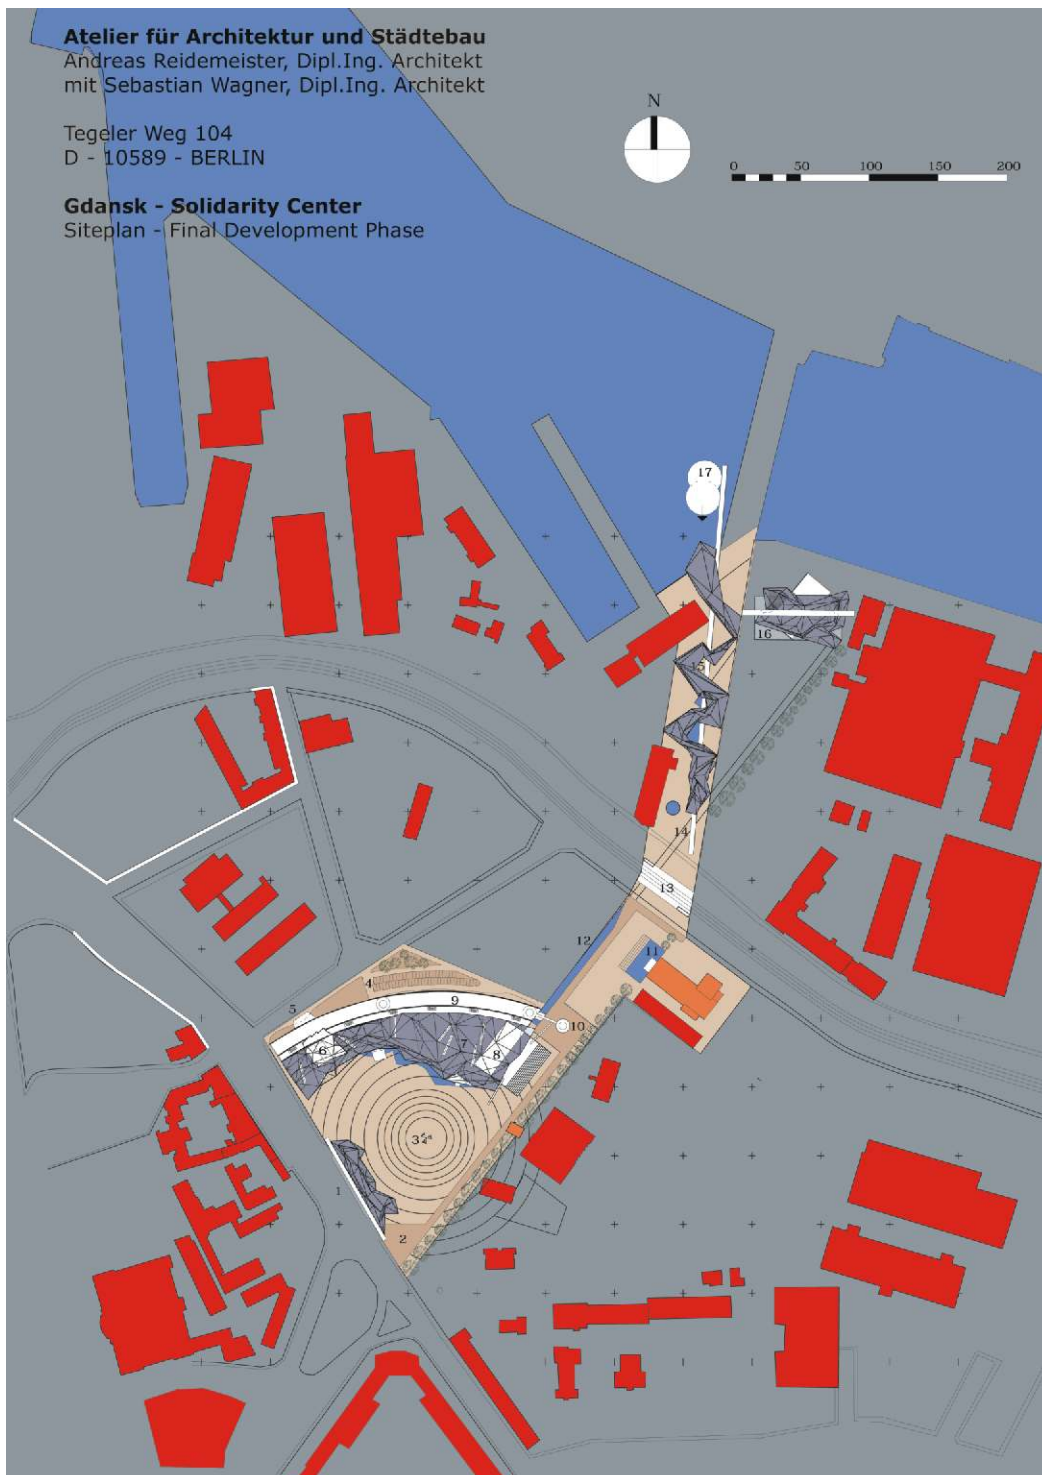 Atelier für Architektur und Städtebau
Andreas Reidemeister, Dipl.Ing. Architekt
mit Sebastian Wagner, Dipl.Ing. Architekt
Tegeler Weg 104
D - 10589 - BERLIN
Gdansk - Solidarity Center
Siteplan - Final Development Phase
N
0 50 100 150 200
17
16
14
13
12
11
4
5
9
10
6
7
8
3
1
2